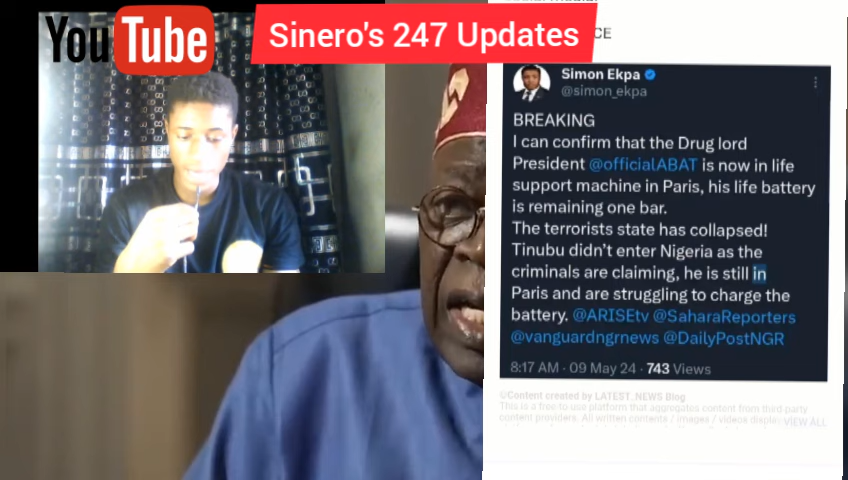 YouTube
Sinero's 247 Updates
CE
Simon Ekpa
@simon_ekpa
BREAKING
I can confirm that the Drug lord
President @officialABAT is now in life
support machine in Paris, his life battery
is remaining one bar.
The terrorists state has collapsed!
Tinubu didn't enter Nigeria as the
criminals are claiming, he is still in
Paris and are struggling to charge the
battery. @ARISEtv @SaharaReporters
@vanguardngrnews @DailyPostNGR
8:17 AM · 09 May 24 · 743 Views
Content created by LATEST, NEWS Blog
This is a free to use platform that aggregates content from third party
content providers. All written contents / images / videos display VIEW ALL